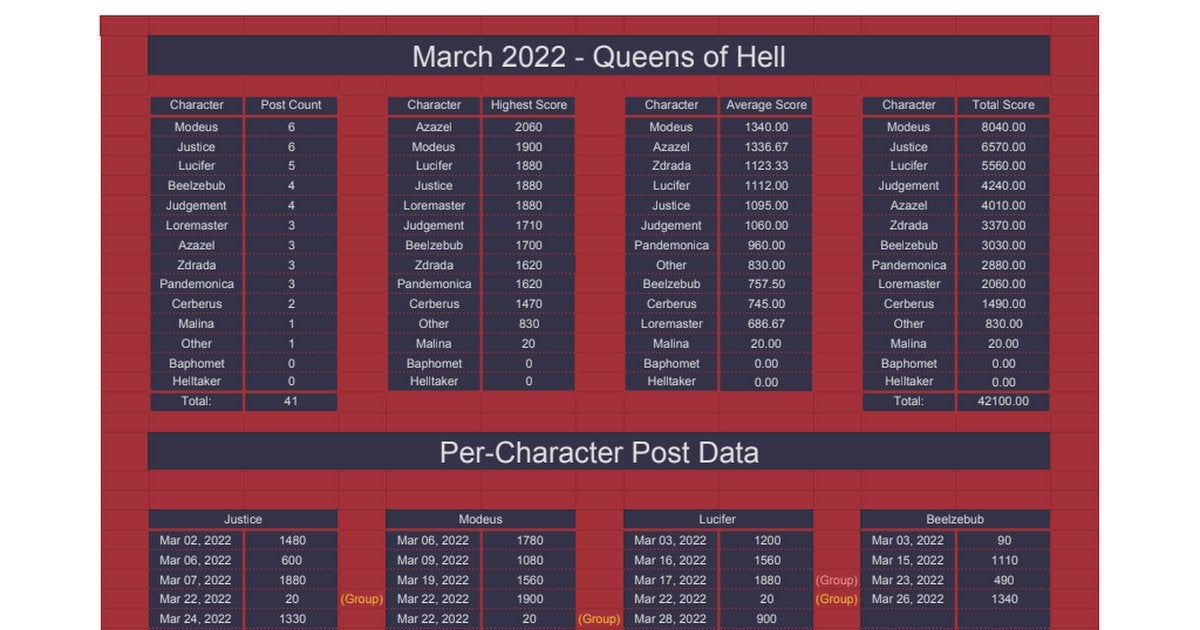 March 2022 - Queens of Hell
Character Post Count Character Highest Score Character Average Score Character Total Score
Modeus 6 Azazel 2060 Modeus 1340.00 Modeus 8040.00
Justice 6 Modeus 1900 Azazel 1336.67 Justice 6570.00
Lucifer 5 Lucifer 1880 Zdrada 1123.33 Lucifer 5560.00
Beelzebub 4 Justice 1880 Lucifer 1112.00 Judgement 4240.00
Judgement 4 Loremaster 1880 Justice 1095.00 Azazel 4010.00
Loremaster 3 Judgement 1710 Judgement 1060.00 Zdrada 3370.00
Azazel 3 Beelzebub 1700 Pandemonica 960.00 Beelzebub 3030.00
Zdrada 3 Zdrada 1620 Other 830.00 Pandemonica 2880.00
Pandemonica 3 Pandemonica 1620 Beelzebub 757.50 Loremaster 2060.00
Cerberus 2 Cerberus 1470 Cerberus 745.00 Cerberus 1490.00
Malina 1 Other 830 Loremaster 686.67 Other 830.00
Other 1 Malina 20 Malina 20.00 Malina 20.00
Baphomet 0 Baphomet 0 Baphomet 0.00 Baphomet 0.00
Helltaker 0 Helltaker 0 Helltaker 0.00 Helltaker 0.00
Total: 41 Total: 42100.00
Per-Character Post Data
Justice Modeus Lucifer Beelzebub
Mar 02, 2022 1480 Mar 06, 2022 1780 Mar 03, 2022 1200 Mar 03, 2022 90
Mar 06, 2022 600 Mar 09, 2022 1080 Mar 16, 2022 1560 Mar 15, 2022 1110
Mar 07, 2022 1880 Mar 19, 2022 1560 Mar 17, 2022 1880 (Group) Mar 23, 2022 490
Mar 22, 2022 20 (Group) Mar 22, 2022 1900 Mar 22, 2022 20 (Group) Mar 26, 2022 1340
Mar 24, 2022 1330 Mar 22, 2022 20 (Group) Mar 28, 2022 900